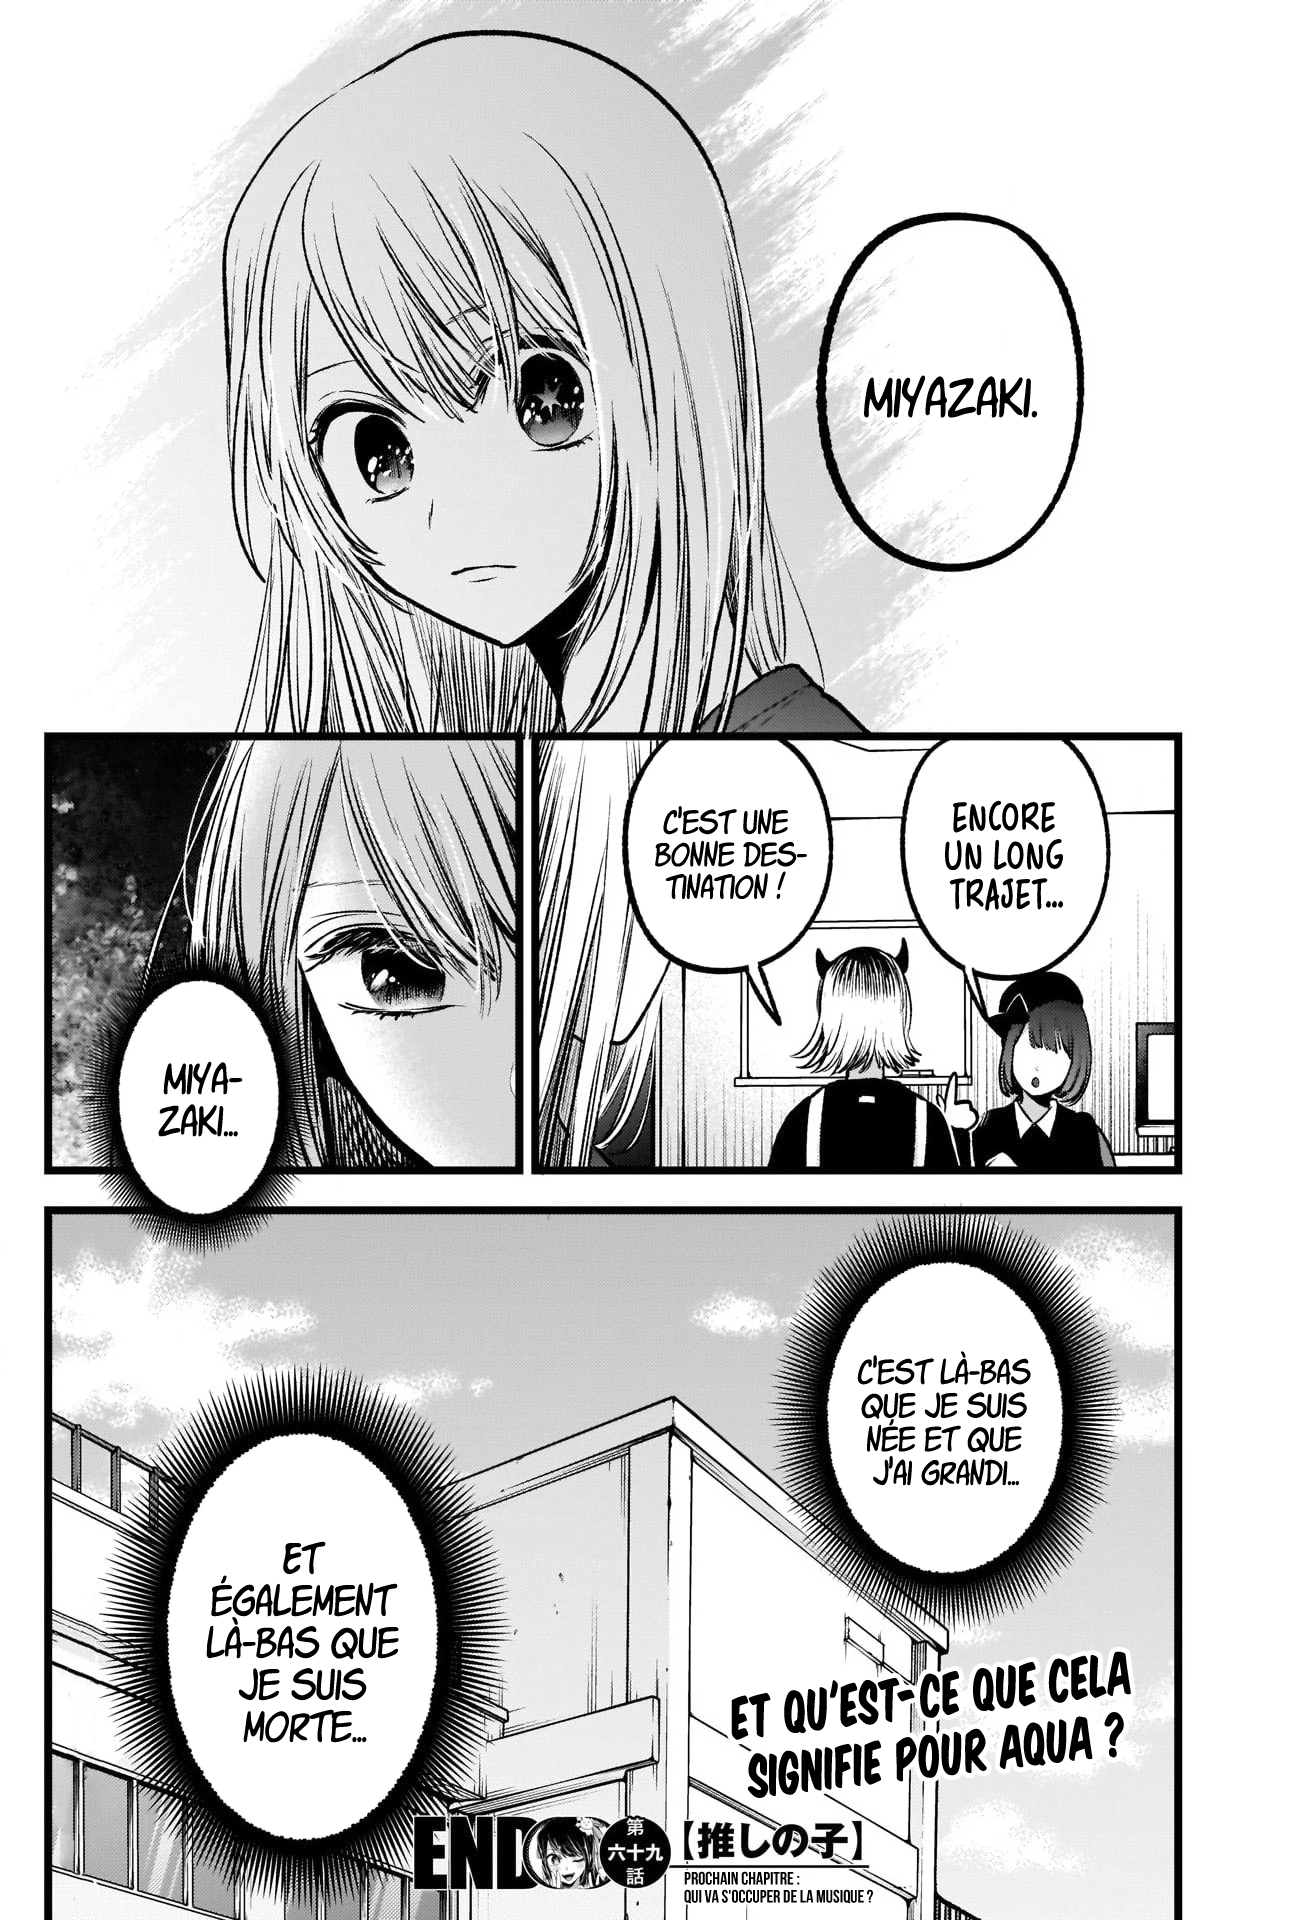 MIYAZAKI.
ENCORE
UN LONG
TRAJET...
C'EST UNE
BONNE DES-
TINATION !
MIYA-
ZAKI...
C'EST LÀ-BAS
QUE JE SUIS
NÉE ET QUE
J'AI GRANDI...
ET
ÉGALEMENT
LÀ-BAS QUE
JE SUIS
MORTE...
ET QU'EST-CE QUE CELA
SIGNIFIE POUR AQUA ?
END
第
六十九
話
【推しの子】
PROCHAIN CHAPITRE :
QUI VA S'OCCUPER DE LA MUSIQUE ?